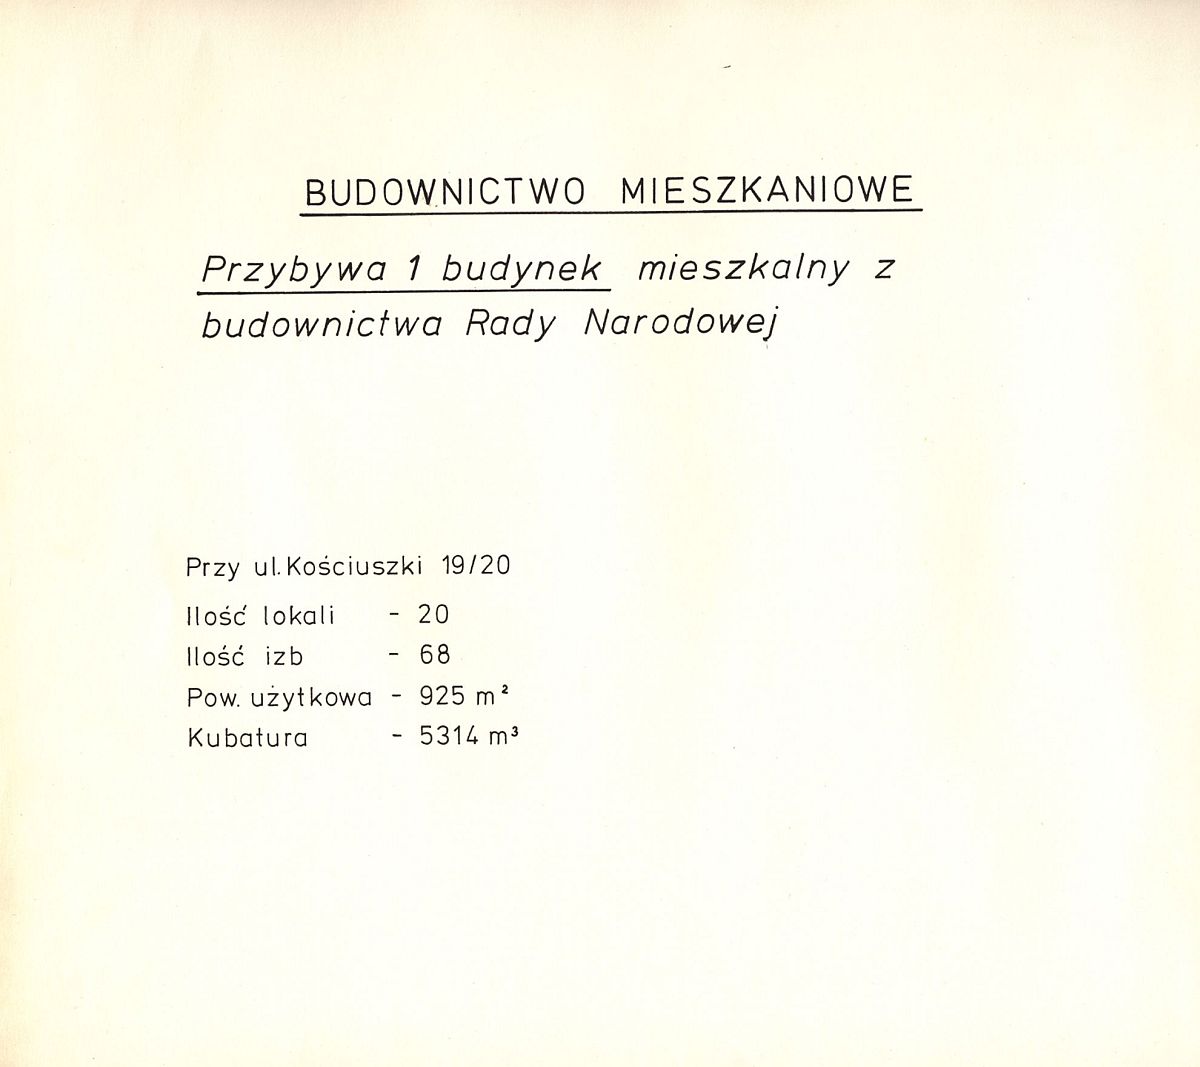 BUDOWNICTWO MIESZKANIOWE
Przybywa 1 budynek mieszkalny z
budownictwa Rady Narodowej
Przy ul. Kościuszki 19/20
Ilość lokali - 20
Ilość izb - 68
Pow. użytkowa - 925 m²
Kubatura - 5314 m³